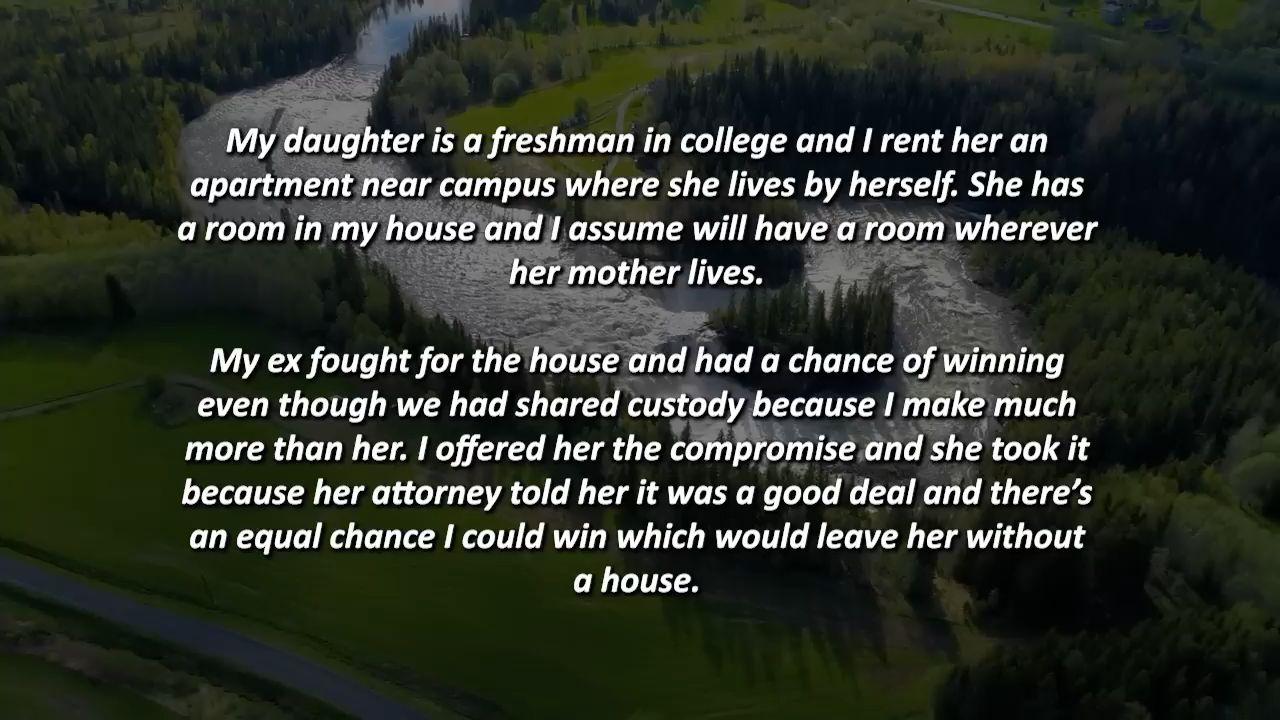 My daughter is a freshman in college and I rent her an
apartment near campus where she lives by herself. She has
a room in my house and I assume will have a room wherever
her mother lives.
My ex fought for the house and had a chance of winning
even though we had shared custody because I make much
more than her. I offered her the compromise and she took it
because her attorney told her it was a good deal and there’s
an equal chance I could win which would leave her without
a house.